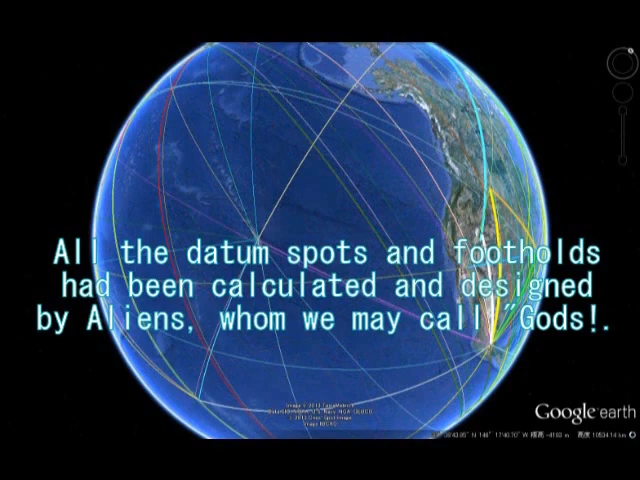 All the datum spots and footholds
had been calculated and designed
by Aliens, whom we may call "Gods!.
Google earth